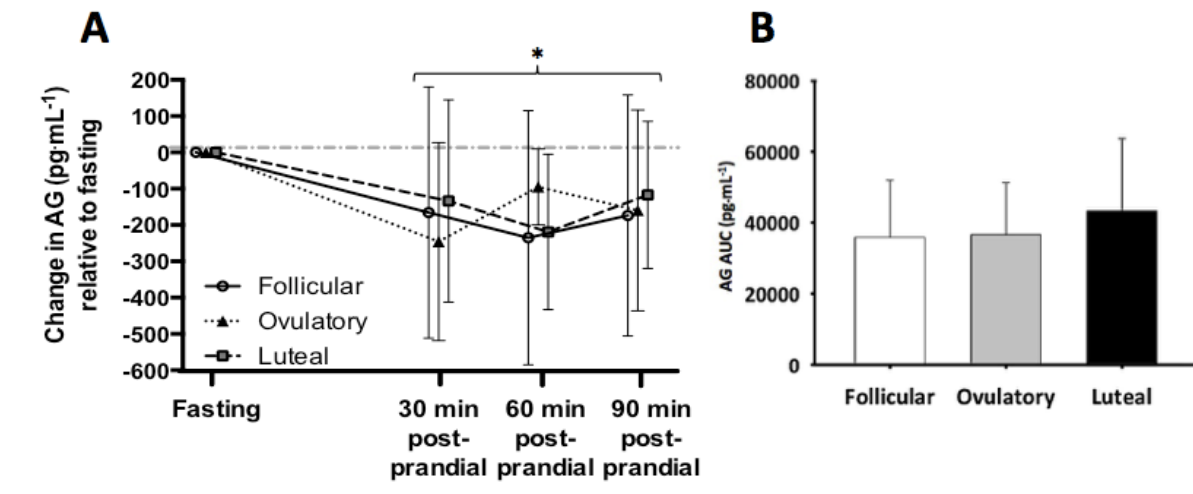 A
*
Change in AG (pg·mL⁻¹)
relative to fasting
200
100
0
-100
-200
-300
-400
-500
-600
Follicular
Ovulatory
Luteal
Fasting
30 min
post-
prandial
60 min
post-
prandial
90 min
post-
prandial
B
AG AUC (pg·mL⁻¹)
80000
60000
40000
20000
0
Follicular
Ovulatory
Luteal